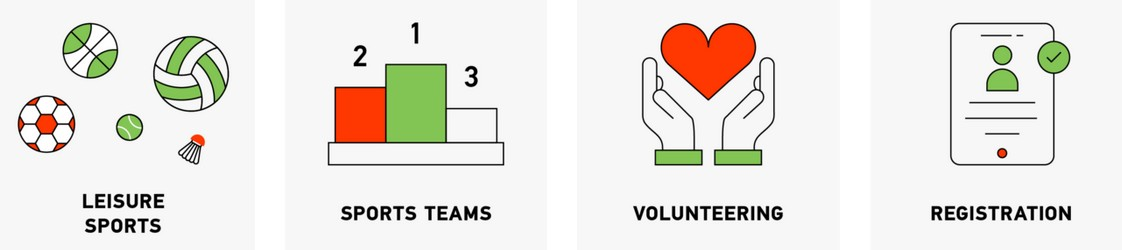 1
2
3
LEISURE
SPORTS
SPORTS TEAMS
VOLUNTEERING
REGISTRATION